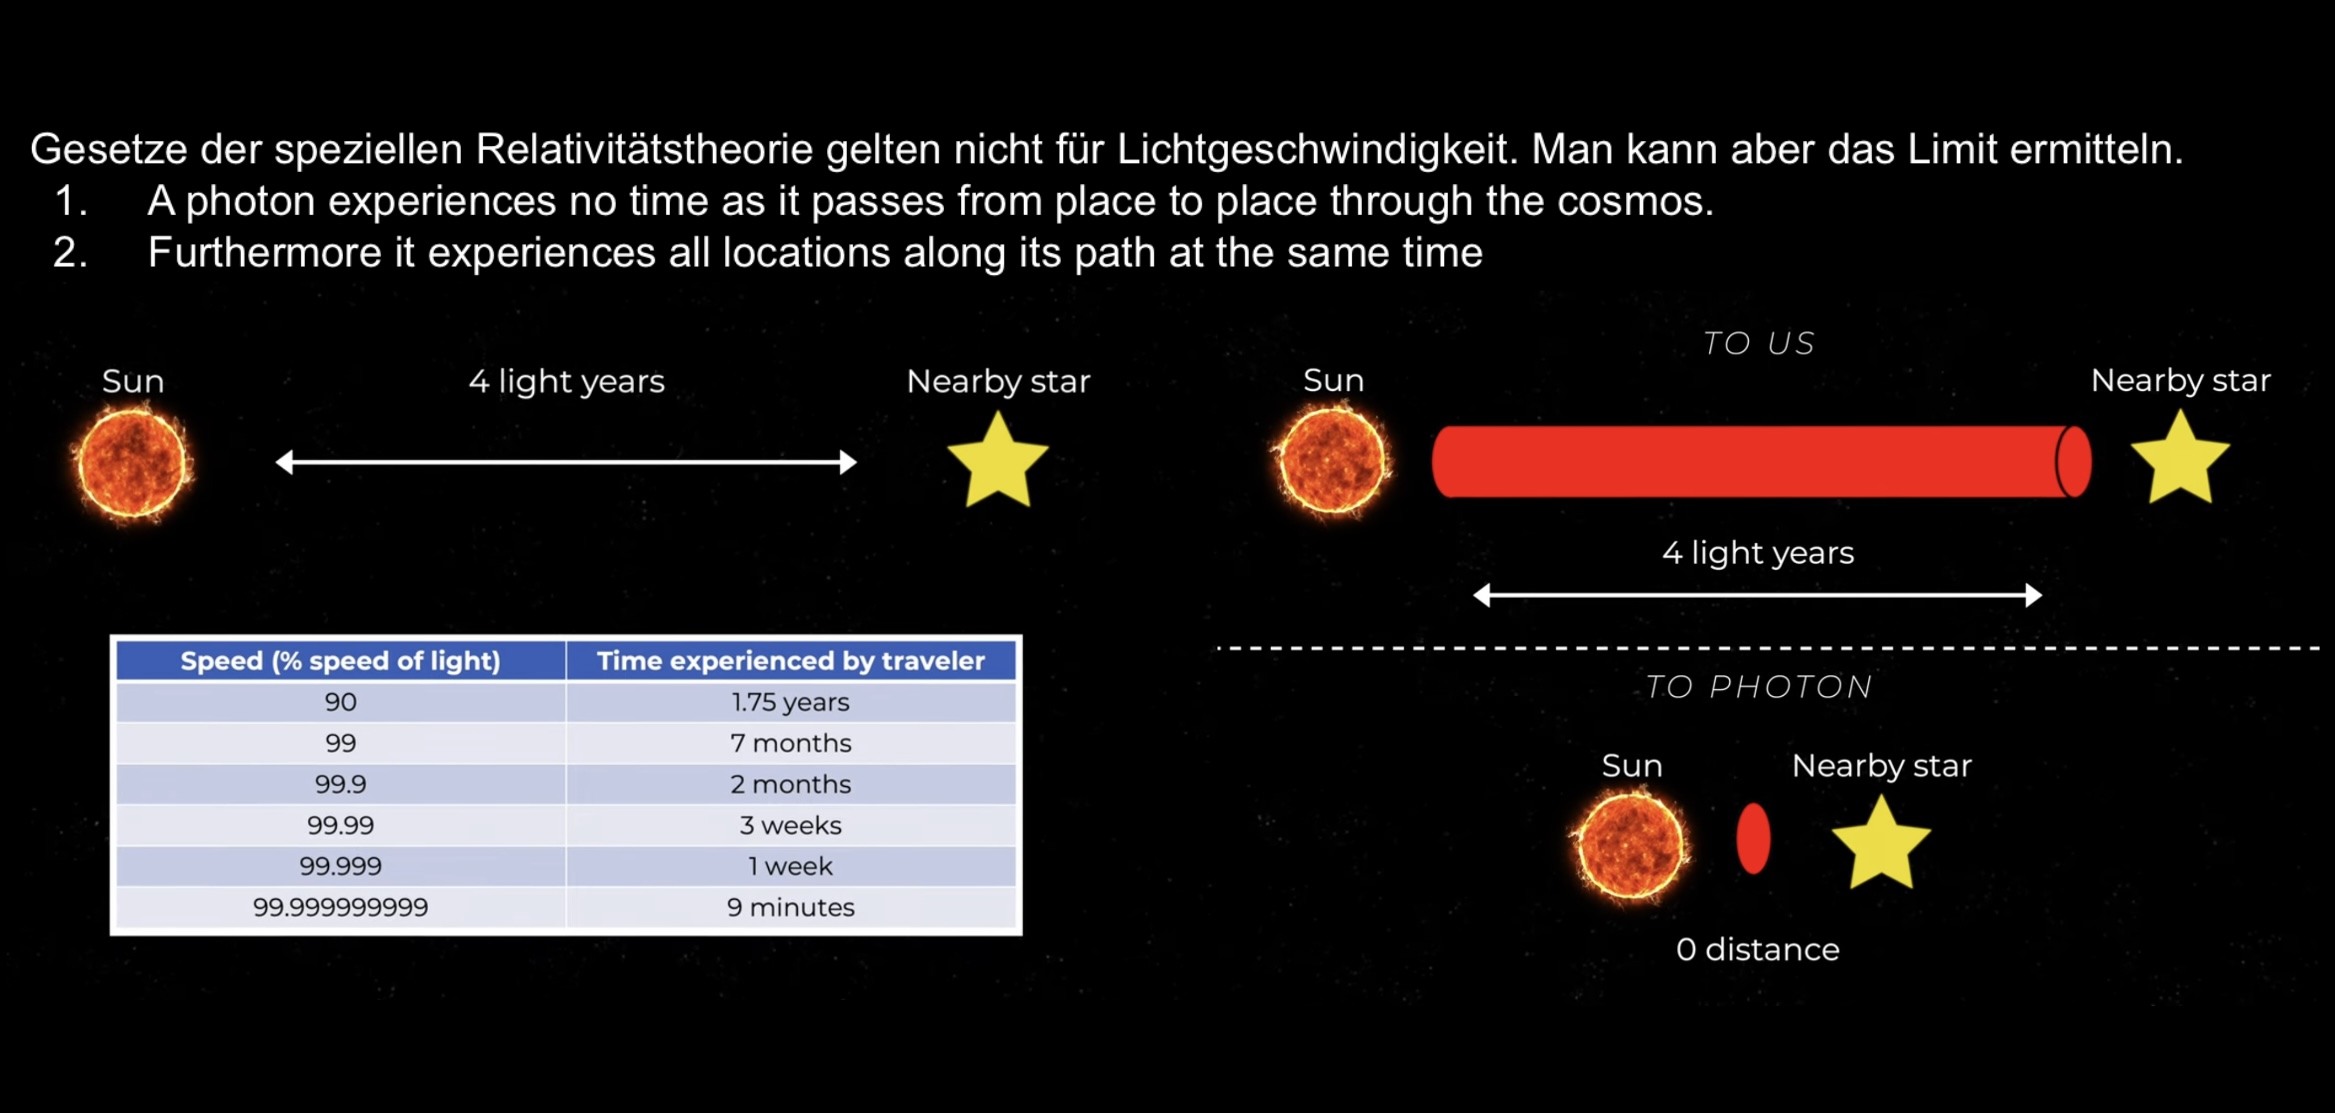 Gesetze der speziellen Relativitätstheorie gelten nicht für Lichtgeschwindigkeit. Man kann aber das Limit ermitteln.
1. A photon experiences no time as it passes from place to place through the cosmos.
2. Furthermore it experiences all locations along its path at the same time
Sun
4 light years
Nearby star
Speed (% speed of light) Time experienced by traveler
90 1.75 years
99 7 months
99.9 2 months
99.99 3 weeks
99.999 1 week
99.999999999 9 minutes
TO US
Sun
Nearby star
4 light years
TO PHOTON
Sun
Nearby star
0 distance